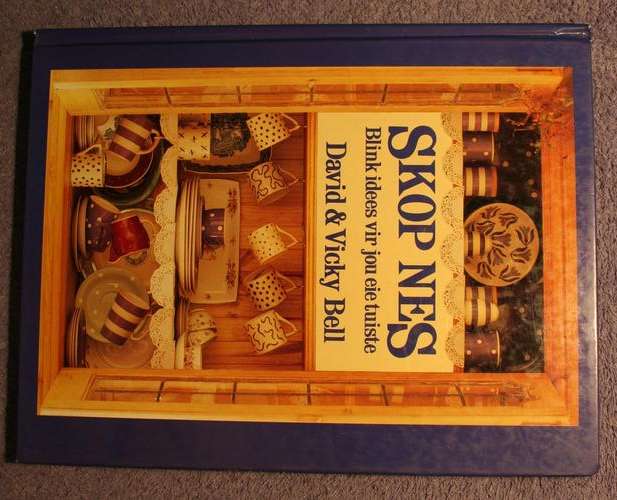 SKOP NES
Blink idees vir jou eie tuiste
David & Vicky Bell